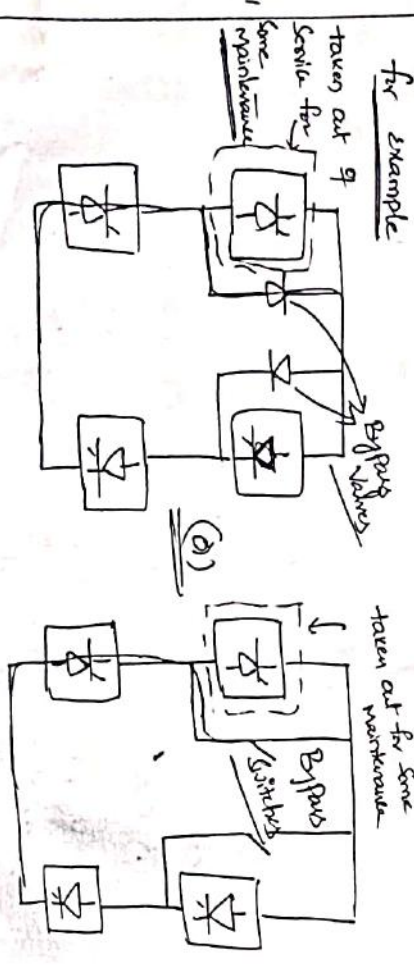 for example
taken out of
Service for
Some
Maintenance
Bypass
Valves
(a)
taken out for some
Maintenance
Bypass
Switches